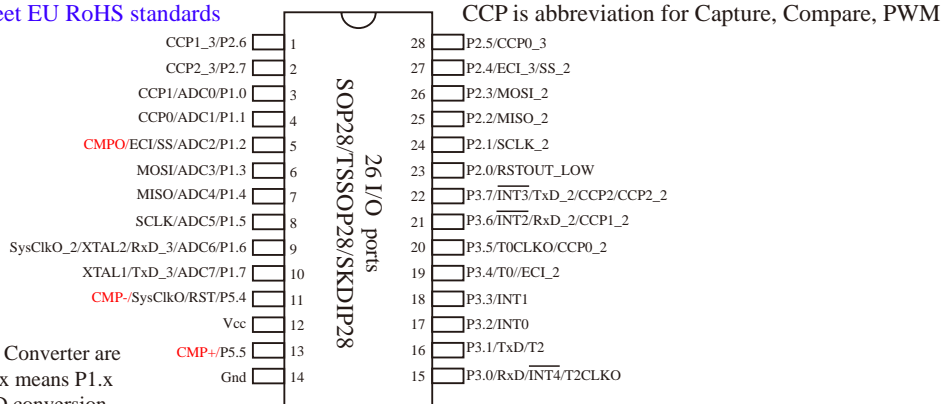 eet EU RoHS standards
CCP is abbreviation for Capture, Compare, PWM
CCP1_3/P2.6 1
CCP2_3/P2.7 2
CCP1/ADC0/P1.0 3
CCP0/ADC1/P1.1 4
CMPO/ECI/SS/ADC2/P1.2 5
MOSI/ADC3/P1.3 6
MISO/ADC4/P1.4 7
SCLK/ADC5/P1.5 8
SysClkO_2/XTAL2/RxD_3/ADC6/P1.6 9
XTAL1/TxD_3/ADC7/P1.7 10
CMP-/SysClkO/RST/P5.4 11
Vcc 12
CMP+/P5.5 13
Gnd 14
26 I/O ports
SOP28/TSSOP28/SKDIP28
28 P2.5/CCP0_3
27 P2.4/ECI_3/SS_2
26 P2.3/MOSI_2
25 P2.2/MISO_2
24 P2.1/SCLK_2
23 P2.0/RSTOUT_LOW
22 P3.7/INT3/TxD_2/CCP2/CCP2_2
21 P3.6/INT2/RxD_2/CCP1_2
20 P3.5/T0CLKO/CCP0_2
19 P3.4/T0//ECI_2
18 P3.3/INT1
17 P3.2/INT0
16 P3.1/TxD/T2
15 P3.0/RxD/INT4/T2CLKO
Converter are
x means P1.x
D conversion